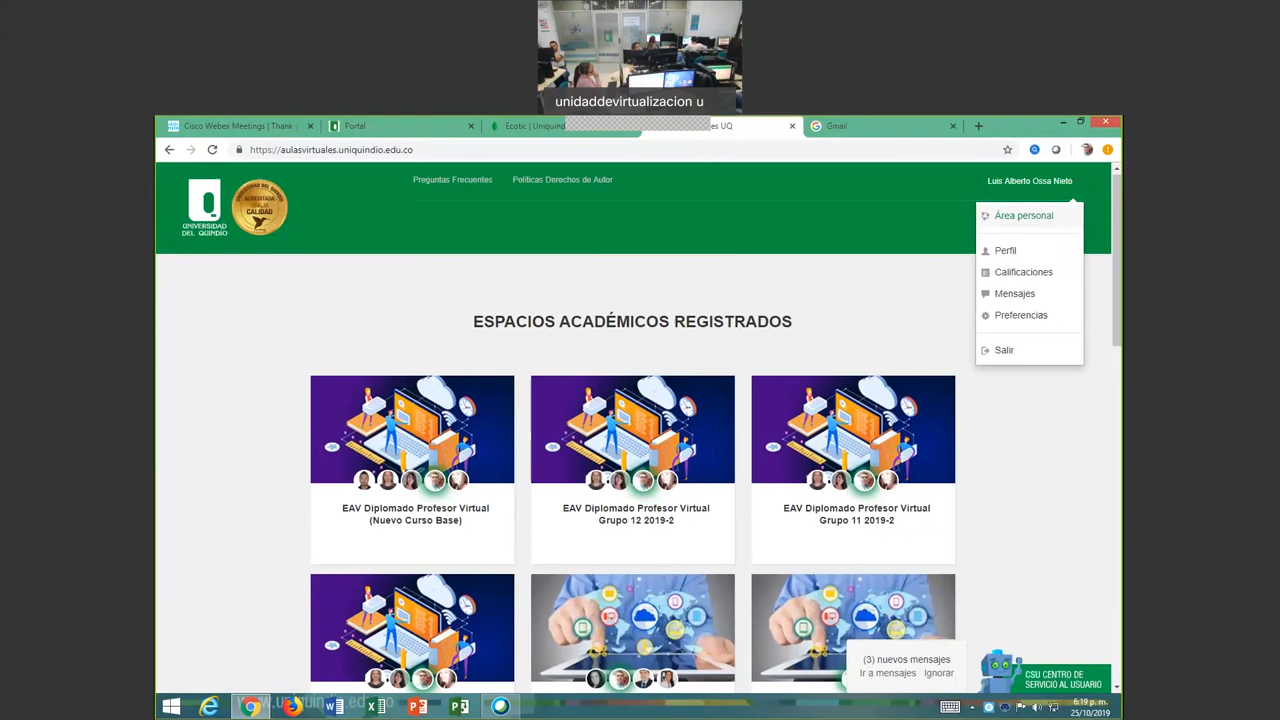 unidaddevirtualizacion u
Cisco Webex Meetings | Thank
Portal
Ecotic | Uniquind
es UQ
Gmail
https://aulasvirtuales.uniquindio.edu.co
Preguntas Frecuentes
Políticas Derechos de Autor
Luis Alberto Ossa Nieto
UNIVERSIDAD
DEL QUINDÍO
ACREDITADA
CALIDAD
Área personal
Perfil
Calificaciones
Mensajes
Preferencias
Salir
ESPACIOS ACADÉMICOS REGISTRADOS
EAV Diplomado Profesor Virtual
(Nuevo Curso Base)
EAV Diplomado Profesor Virtual
Grupo 12 2019-2
EAV Diplomado Profesor Virtual
Grupo 11 2019-2
(3) nuevos mensajes
Ir a mensajes Ignorar
CSU CENTRO DE
SERVICIO AL USUARIO
6:19 p. m.
25/10/2019